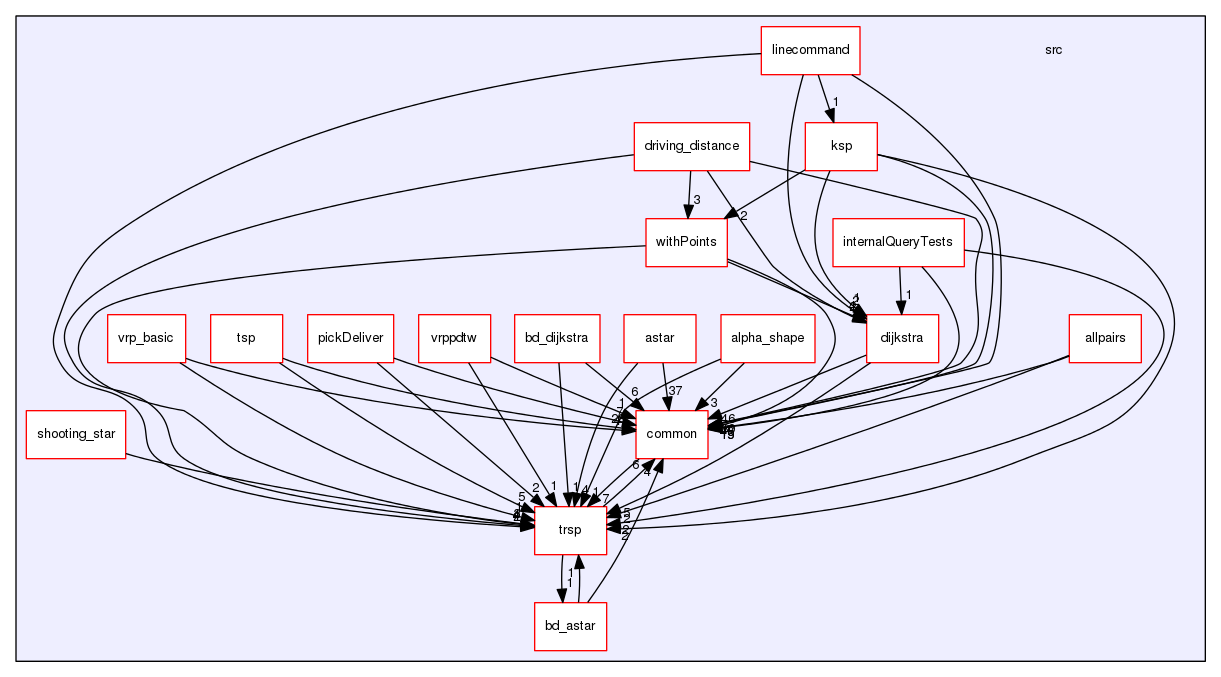 linecommand
src
1
driving_distance
ksp
3
2
withPoints
internalQueryTests
1
vrp_basic
tsp
pickDeliver
vrppdtw
bd_dijkstra
astar
alpha_shape
dijkstra
allpairs
6
37
3
1
shooting_star
common
6
4
5
2
1
1
4
1
7
trsp
2
1
1
bd_astar